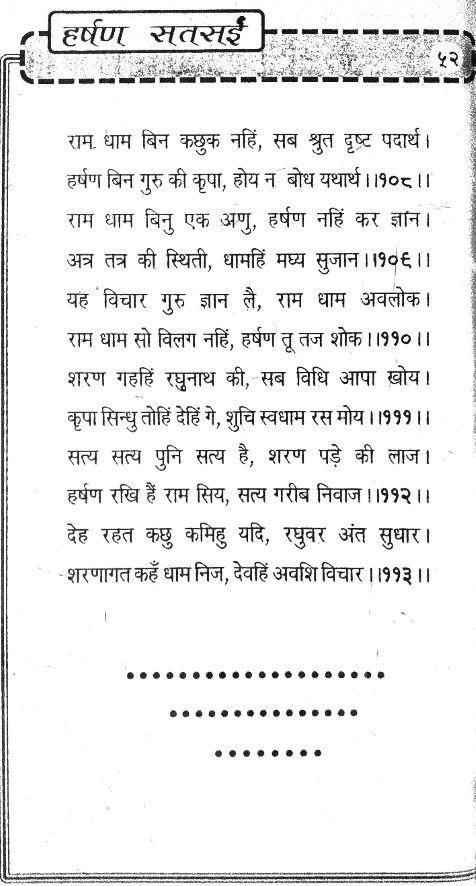 हर्षण सतसई
५२
राम धाम बिन कछुक नहिं, सब श्रुत दृष्ट पदार्थ।
हर्षण बिन गुरु की कृपा, होय न बोध यथार्थ।।१०८।।
राम धाम बिनु एक अणु, हर्षण नहिं कर ज्ञान।
अत्र तत्र की स्थिती, धामहिं मध्य सुजान।।१०९।।
यह विचार गुरु ज्ञान लै, राम धाम अवलोक।
राम धाम सो विलग नहिं, हर्षण तू तज शोक।।११०।।
शरण गहहिं रघुनाथ की, सब विधि आपा खोय।
कृपा सिन्धु तोहिं देहिं गे, शुचि स्वधाम रस मोय।।१११।।
सत्य सत्य पुनि सत्य है, शरण पड़े की लाज।
हर्षण रखि हैं राम सिय, सत्य गरीब निवाज।।११२।।
देह रहत कछु कमिहु यदि, रघुवर अंत सुधार।
शरणागत कहँ धाम निज, देवहिं अवशि विचार।।११३।।